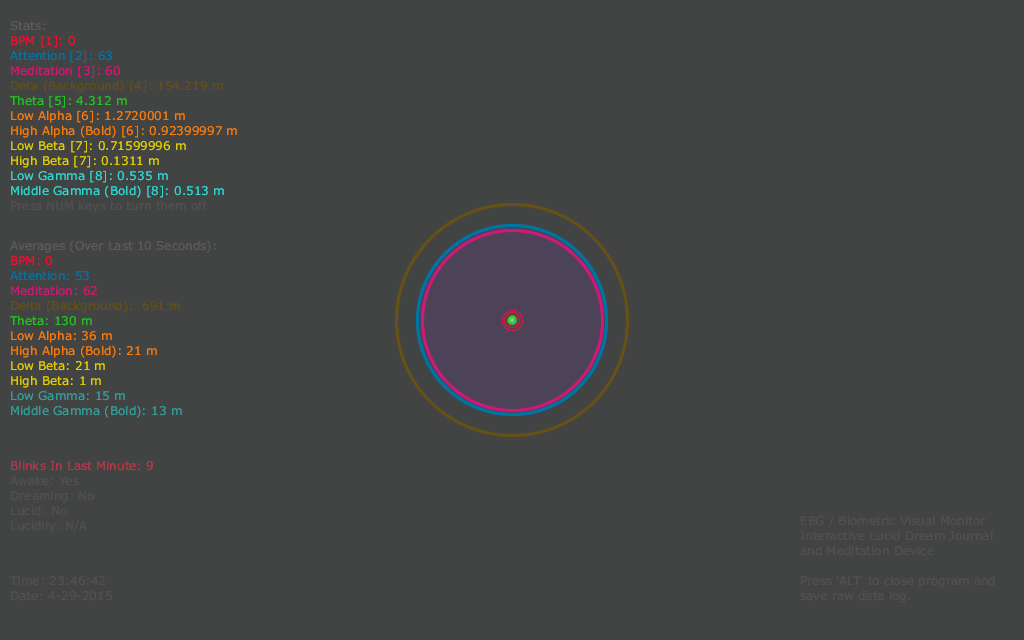 Stats:
BPM [1]: 0
Attention [2]: 63
Meditation [3]: 60
Delta (Background) [4]: 154.219 m
Theta [5]: 4.312 m
Low Alpha [6]: 1.2720001 m
High Alpha (Bold) [6]: 0.92399997 m
Low Beta [7]: 0.71599996 m
High Beta [7]: 0.1311 m
Low Gamma [8]: 0.535 m
Middle Gamma (Bold) [8]: 0.513 m
Press NUM keys to turn them off
Averages (Over Last 10 Seconds):
BPM: 0
Attention: 53
Meditation: 62
Delta (Background):  691 m
Theta: 130 m
Low Alpha: 36 m
High Alpha (Bold): 21 m
Low Beta: 21 m
High Beta: 1 m
Low Gamma: 15 m
Middle Gamma (Bold): 13 m
Blinks In Last Minute: 9
Awake: Yes
Dreaming: No
Lucid: No
Lucidity: N/A
Time: 23:46:42
Date: 4-29-2015
EEG / Biometric Visual Monitor
Interactive Lucid Dream Journal
and Meditation Device
Press 'ALT' to close program and
save raw data log.